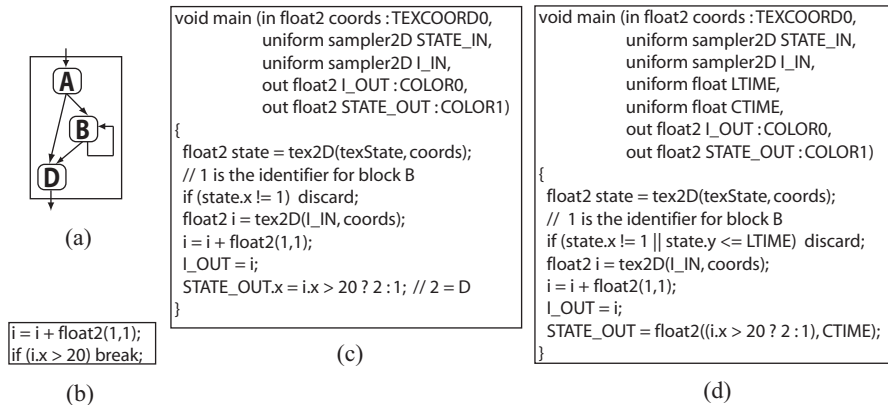 A
B
D
(a)
i = i + float2(1,1);
if (i.x > 20) break;
(b)
void main (in float2 coords : TEXCOORD0,
uniform sampler2D STATE_IN,
uniform sampler2D I_IN,
out float2 I_OUT : COLOR0,
out float2 STATE_OUT : COLOR1)
{
float2 state = tex2D(texState, coords);
// 1 is the identifier for block B
if (state.x != 1) discard;
float2 i = tex2D(I_IN, coords);
i = i + float2(1,1);
I_OUT = i;
STATE_OUT.x = i.x > 20 ? 2 : 1; // 2 = D
}
(c)
void main (in float2 coords : TEXCOORD0,
uniform sampler2D STATE_IN,
uniform sampler2D I_IN,
uniform float LTIME,
uniform float CTIME,
out float2 I_OUT : COLOR0,
out float2 STATE_OUT : COLOR1)
{
float2 state = tex2D(texState, coords);
// 1 is the identifier for block B
if (state.x != 1 || state.y <= LTIME) discard;
float2 i = tex2D(I_IN, coords);
i = i + float2(1,1);
I_OUT = i;
STATE_OUT = float2((i.x > 20 ? 2 : 1), CTIME);
}
(d)